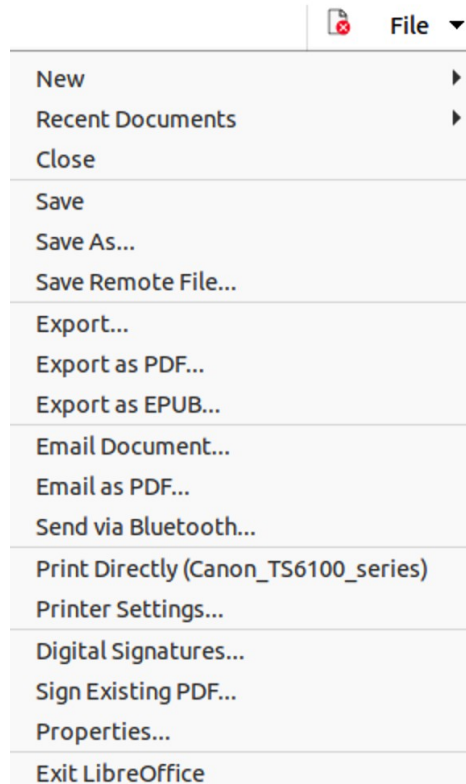 File
New
Recent Documents
Close
Save
Save As...
Save Remote File...
Export...
Export as PDF...
Export as EPUB...
Email Document...
Email as PDF...
Send via Bluetooth...
Print Directly (Canon_TS6100_series)
Printer Settings...
Digital Signatures...
Sign Existing PDF...
Properties...
Exit LibreOffice